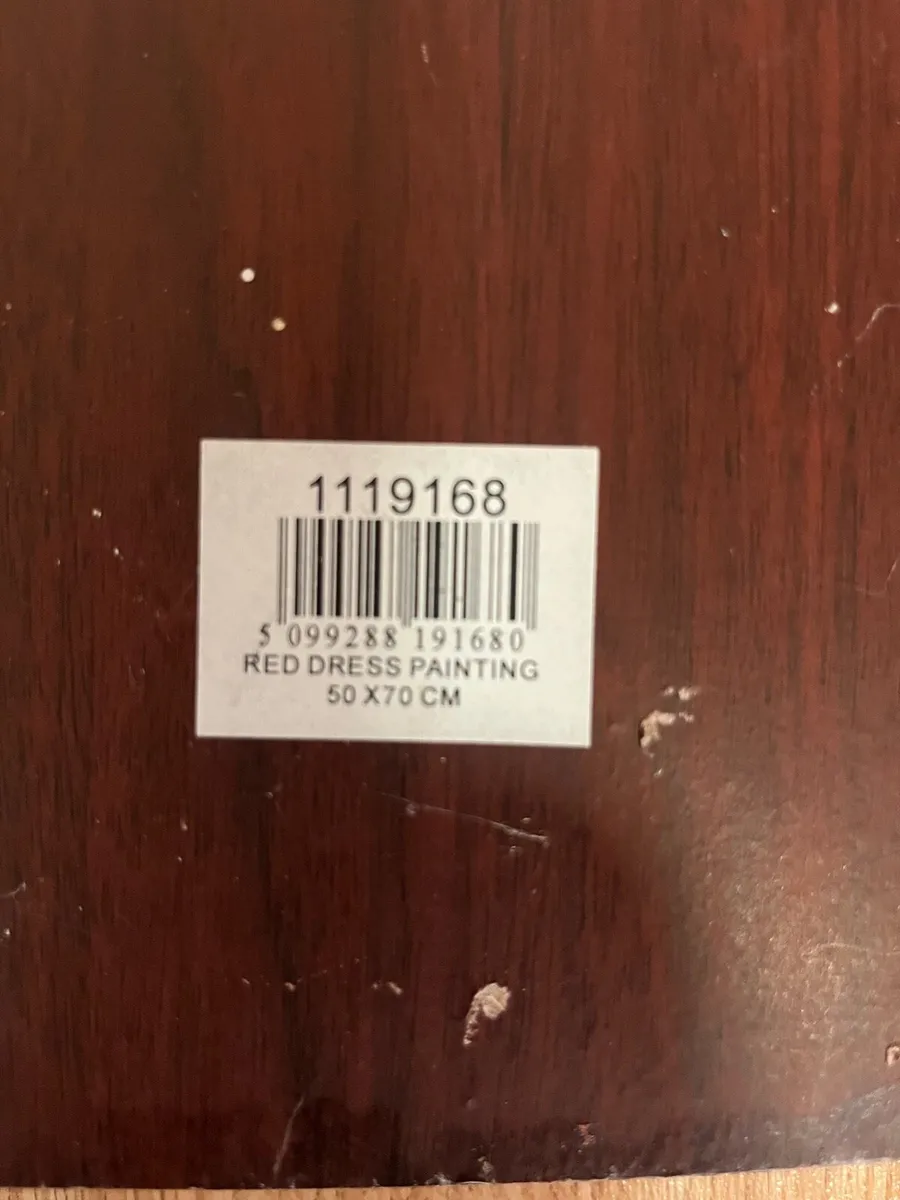 1119168
5 099288 191680
RED DRESS PAINTING
50 X70 CM